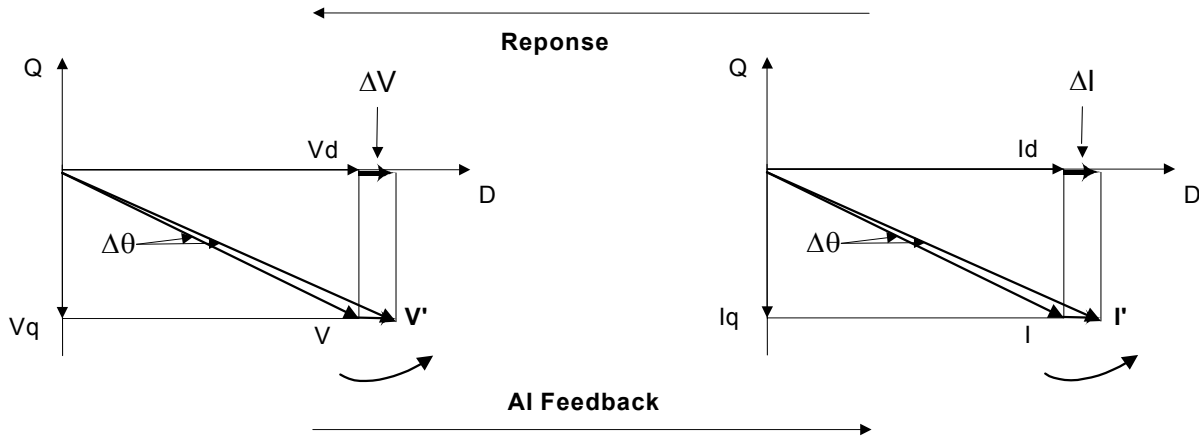 Reponse
Q
ΔV
Vd
D
Δθ
Vq
V
V'
Q
ΔI
Id
D
Δθ
Iq
I
I'
AI Feedback